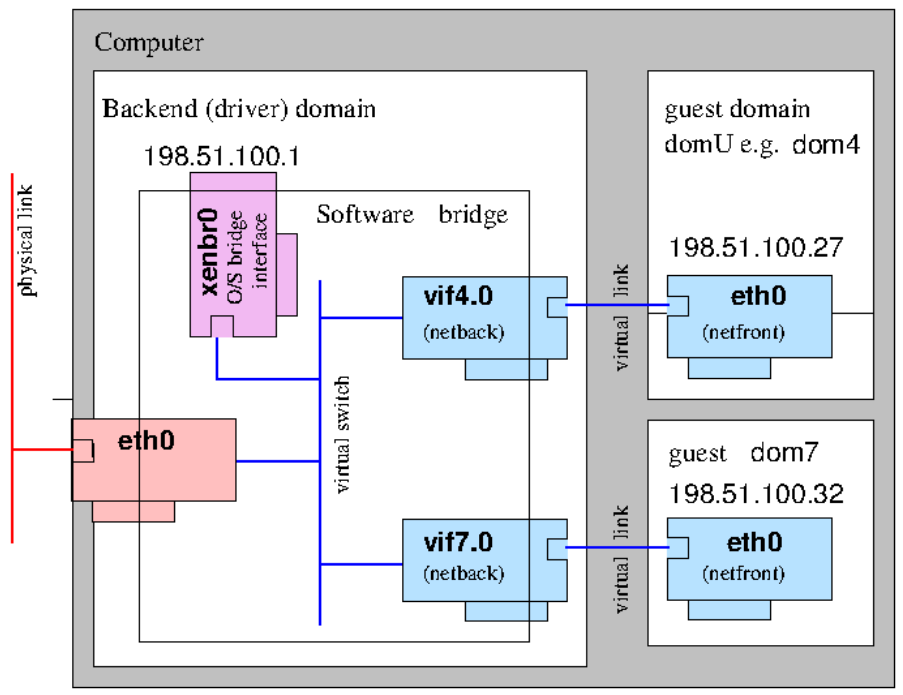 Computer
Backend (driver) domain
198.51.100.1
xenbr0
O/S bridge
interface
Software bridge
physical link
eth0
virtual switch
vif4.0
(netback)
vif7.0
(netback)
virtual link
virtual link
guest domain
domU e.g. dom4
198.51.100.27
eth0
(netfront)
guest dom7
198.51.100.32
eth0
(netfront)